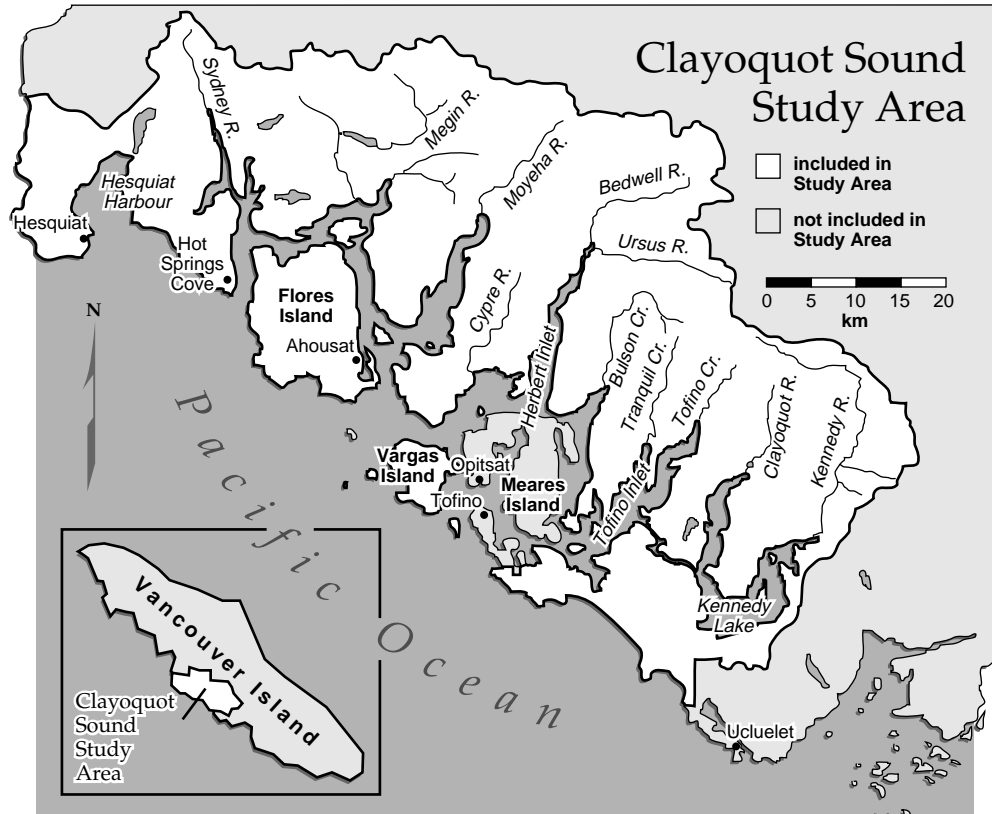 Clayoquot Sound
Study Area
included in
Study Area
not included in
Study Area
0 5 10 15 20
km
Sydney R.
Megin R.
Moyeha R.
Bedwell R.
Ursus R.
Hesquiat
Harbour
Hesquiat
Hot
Springs
Cove
Flores
Island
Ahousat
Cypre R.
Herbert Inlet
Bulson Cr.
Tranquil Cr.
Tofino Cr.
Clayoquot R.
Kennedy R.
N
Vargas
Island
Opitsat
Meares
Island
Tofino
Tofino Inlet
Kennedy
Lake
Pacific Ocean
Ucluelet
Vancouver Island
Clayoquot
Sound
Study
Area